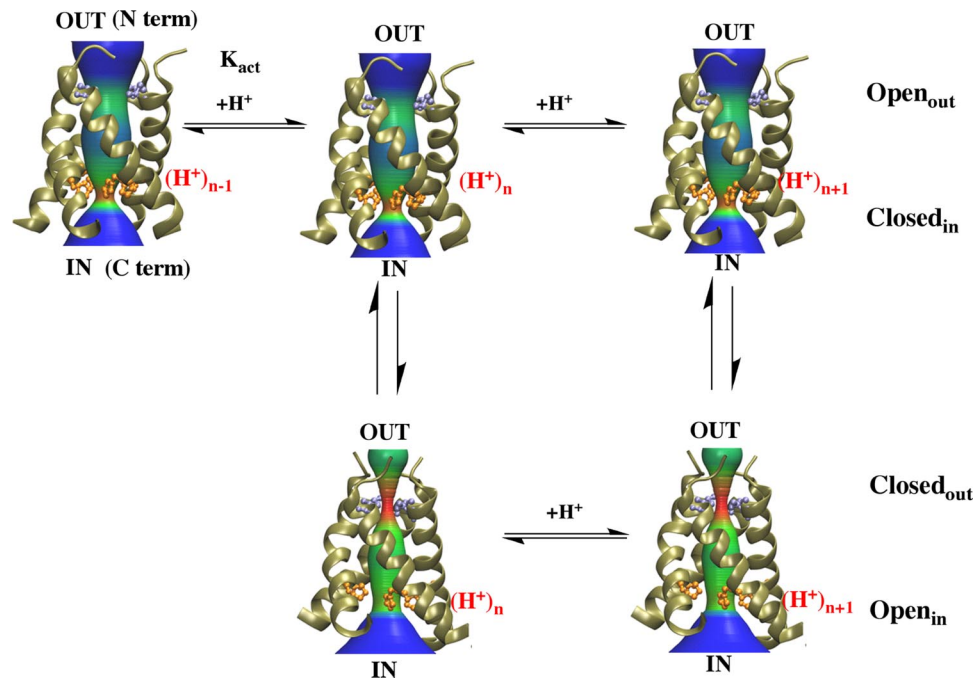 OUT (N term)
OUT
OUT
K_act
+H⁺
+H⁺
Open_out
(H⁺)_n-1
(H⁺)_n
(H⁺)_n+1
Closed_in
IN (C term)
IN
IN
OUT
OUT
Closed_out
+H⁺
(H⁺)_n
(H⁺)_n+1
Open_in
IN
IN